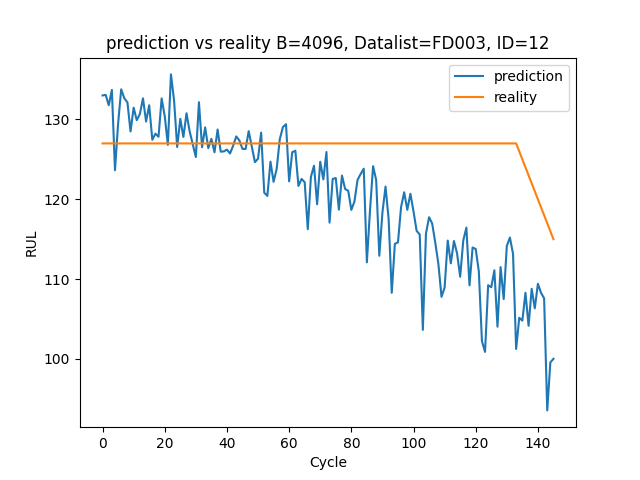 prediction vs reality B=4096, Datalist=FD003, ID=12
prediction
reality
130
120
110
100
RUL
0 20 40 60 80 100 120 140
Cycle